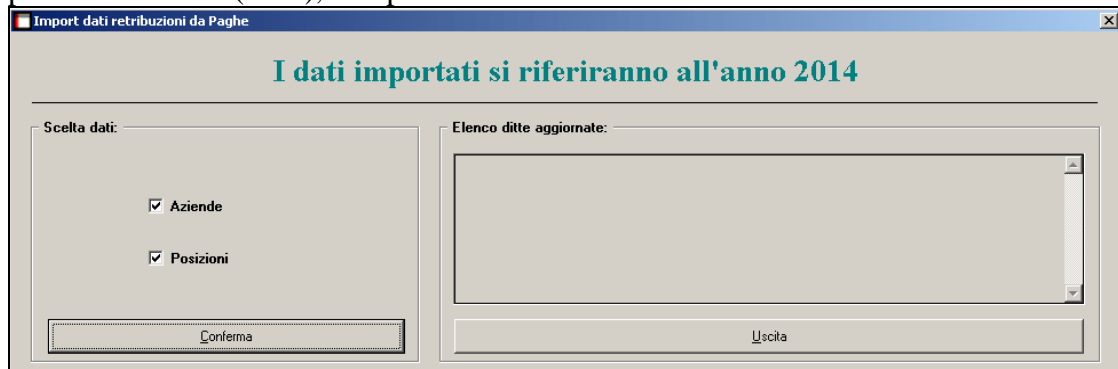 Import dati retribuzioni da Paghe
I dati importati si riferiranno all'anno 2014
Scelta dati:
Aziende
Posizioni
Conferma
Elenco ditte aggiornate:
Uscita